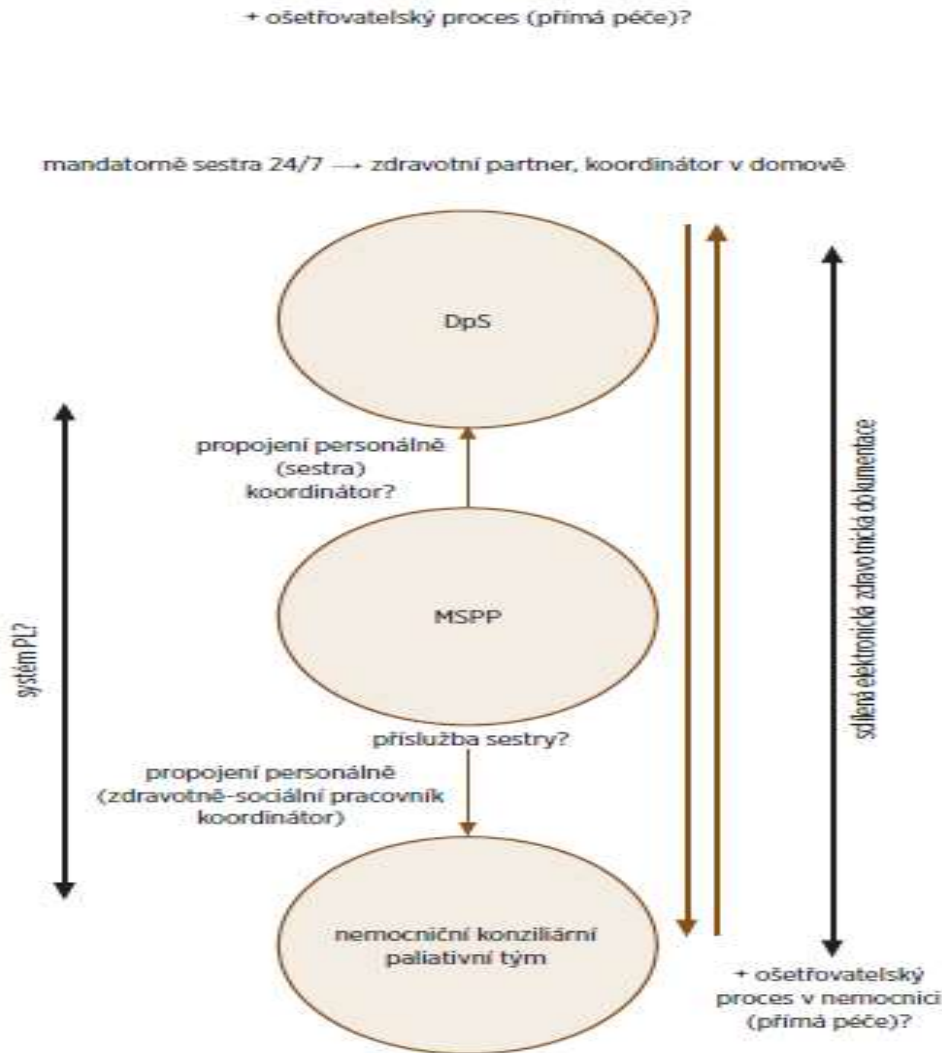 + ošetřovatelský proces (přímá péče)?
mandatorně sestra 24/7 → zdravotní partner, koordinátor v domově
DpS
propojení personálně
(sestra)
koordinátor?
MSPP
systém PL?
sdílená elektronická zdravotnická dokumentace
příslužba sestry?
propojení personálně
(zdravotně-sociální pracovník
koordinátor)
nemocniční konziliární
paliativní tým
+ ošetřovatelský
proces v nemocnici
(přímá péče)?